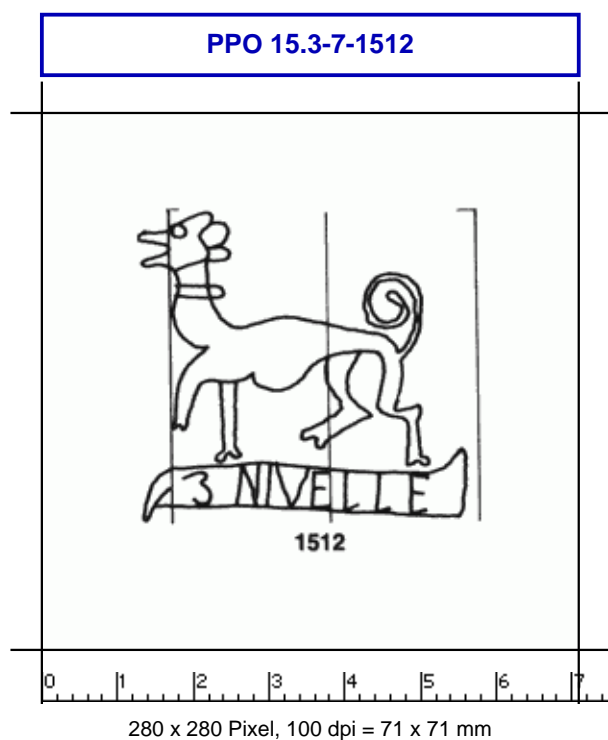 PPO 15.3-7-1512
3 NIVELLE
1512
0 1 2 3 4 5 6 7
280 x 280 Pixel, 100 dpi = 71 x 71 mm